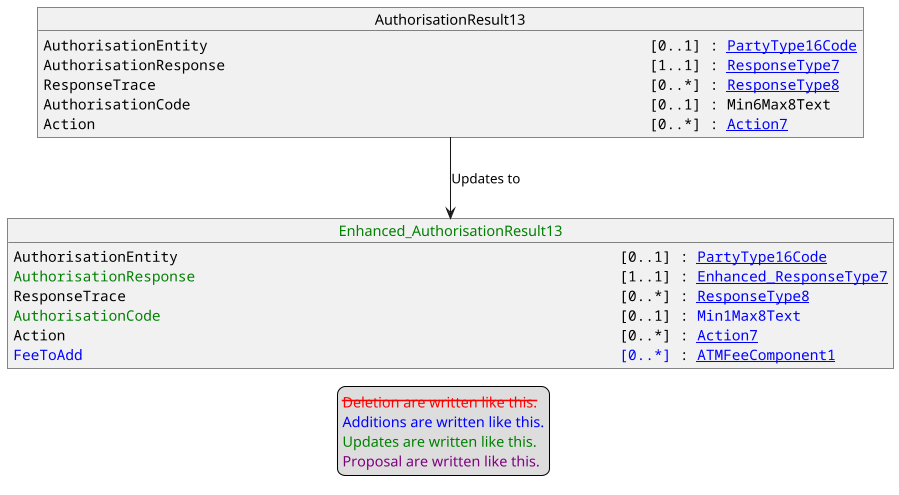 AuthorisationResult13
AuthorisationEntity [0..1] : PartyType16Code
AuthorisationResponse [1..1] : ResponseType7
ResponseTrace [0..*] : ResponseType8
AuthorisationCode [0..1] : Min6Max8Text
Action [0..*] : Action7
Updates to
Enhanced_AuthorisationResult13
AuthorisationEntity [0..1] : PartyType16Code
AuthorisationResponse [1..1] : Enhanced_ResponseType7
ResponseTrace [0..*] : ResponseType8
AuthorisationCode [0..1] : Min1Max8Text
Action [0..*] : Action7
FeeToAdd [0..*] : ATMFeeComponent1
Deletion are written like this.
Additions are written like this.
Updates are written like this.
Proposal are written like this.